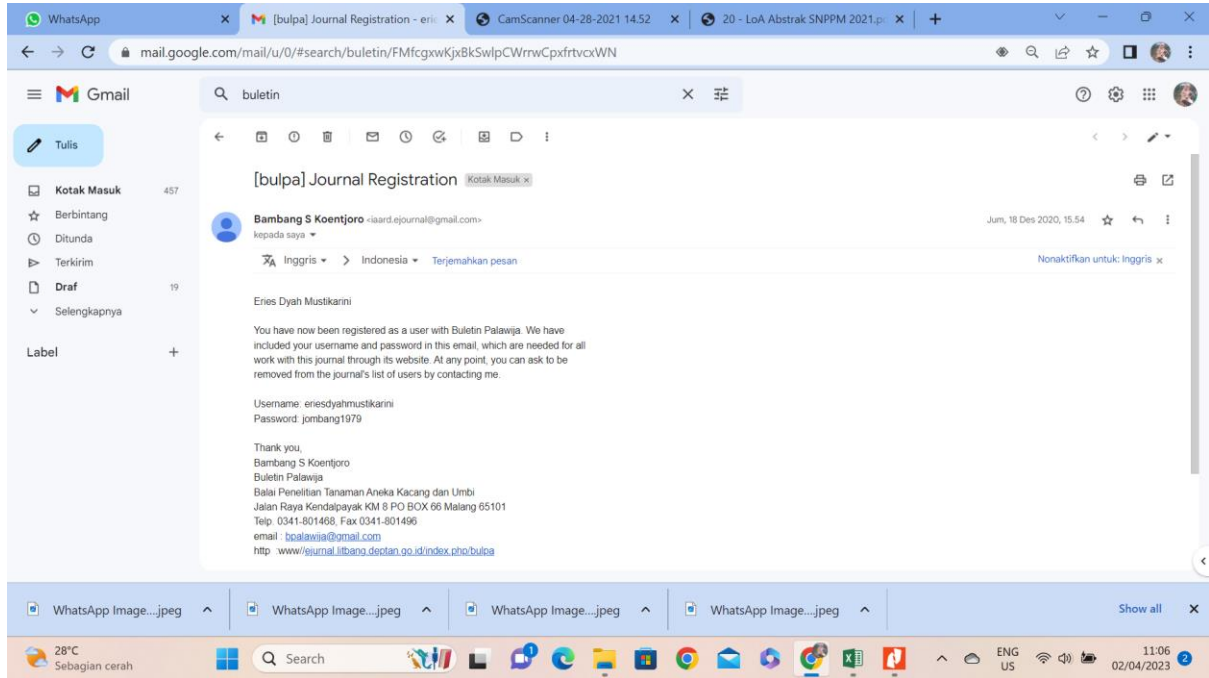 WhatsApp
[bulpa] Journal Registration - eric
CamScanner 04-28-2021 14.52
20 - LoA Abstrak SNPPM 2021.p
mail.google.com/mail/u/0/#search/buletin/FMfcgxwKjxBkSwlpCWrrwCpxfrtvcxWN
Gmail
buletin
Tulis
[bulpa] Journal Registration Kotak Masuk ×
Kotak Masuk 457
Berbintang
Ditunda
Terkirim
Draf 19
Selengkapnya
Label +
Bambang S Koentjoro <iaard.ejournal@gmail.com>
Jum, 18 Des 2020, 15.54
kepada saya
Inggris > Indonesia Terjemahkan pesan
Nonaktifkan untuk: Inggris ×
Eries Dyah Mustikarini
You have now been registered as a user with Buletin Palawija. We have
included your username and password in this email, which are needed for all
work with this journal through its website. At any point, you can ask to be
removed from the journal's list of users by contacting me.
Username: eriesdyahmustikarini
Password: jombang1979
Thank you,
Bambang S Koentjoro
Buletin Palawija
Balai Penelitian Tanaman Aneka Kacang dan Umbi
Jalan Raya Kendalpayak KM 8 PO BOX 66 Malang 65101
Telp. 0341-801468, Fax 0341-801496
email : bpalawija@gmail.com
http :www//ejurnal.litbang.deptan.go.id/index.php/bulpa
WhatsApp Image....jpeg
WhatsApp Image....jpeg
WhatsApp Image....jpeg
WhatsApp Image....jpeg
Show all
28°C
Sebagian cerah
Search
ENG
US
11:06
02/04/2023
2